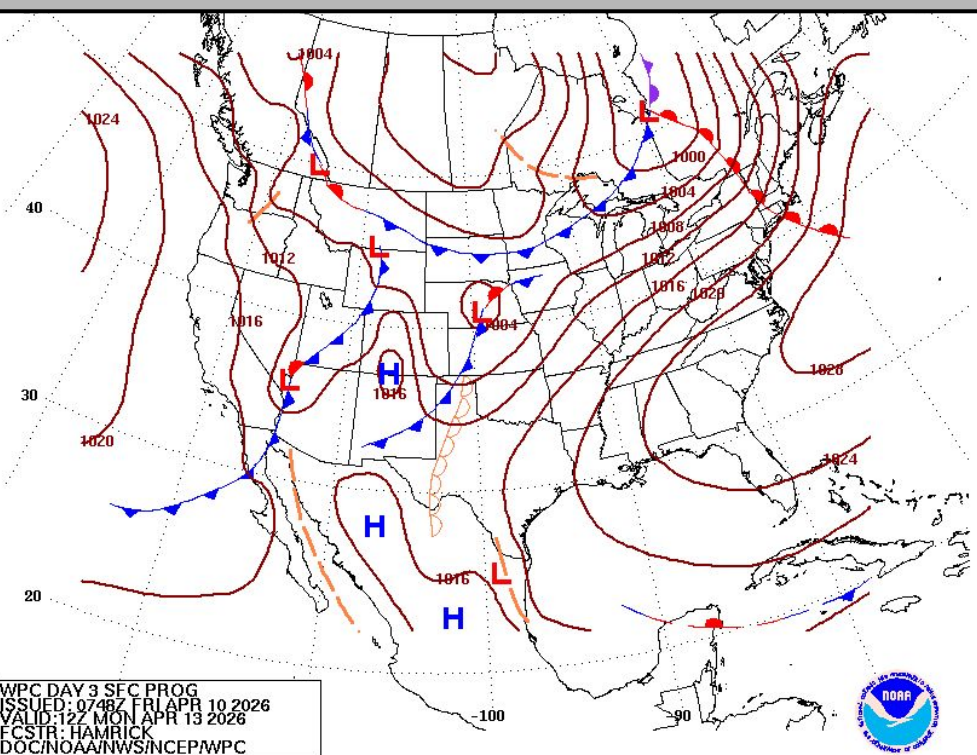 1004
1024
L
1000
L
1004
40
1008
L
1012
1012
1016
1028
L
1004
1016
L
H
1016
1028
30
1020
1024
H
L
1016
20
H
NOAA
WPC DAY 3 SFC PROG
ISSUED: 0748Z FRI APR 10 2026
VALID: 12Z MON APR 13 2026
FCSTR: HAMRICK
DOC/NOAA/NWS/NCEP/WPC
-100
-90